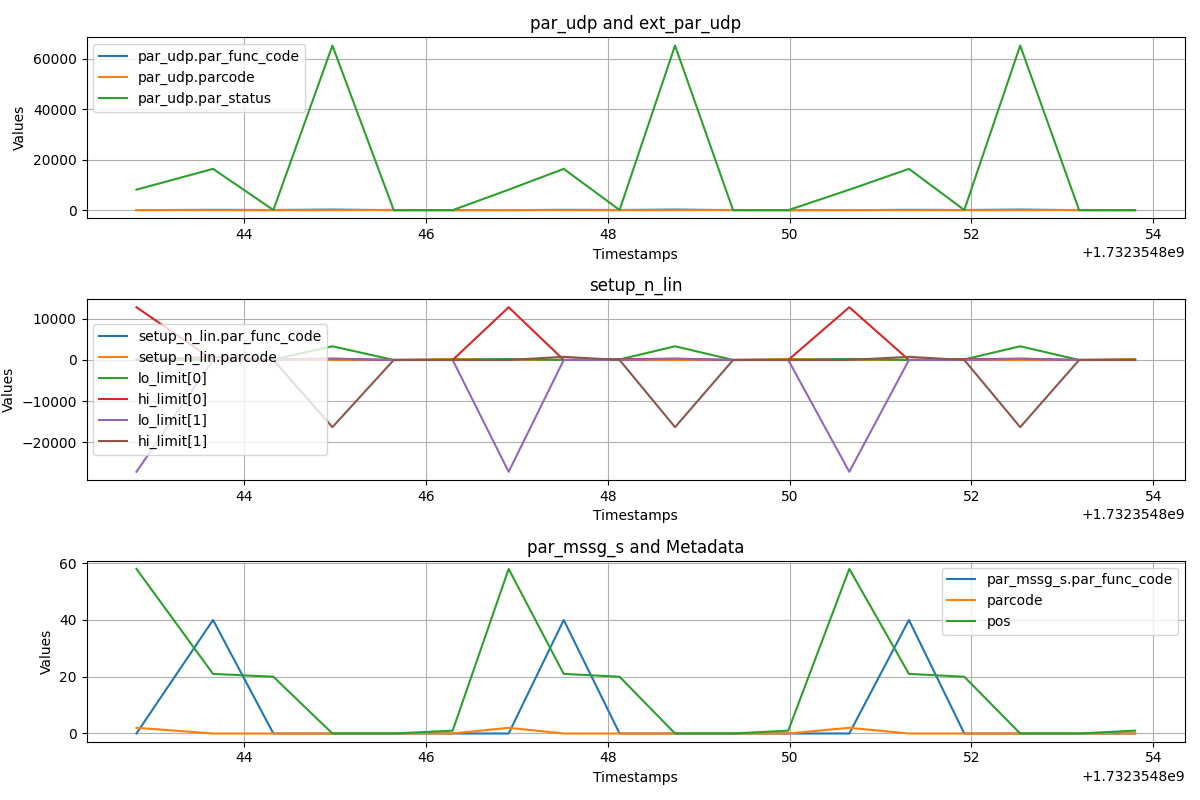 par_udp and ext_par_udp
par_udp.par_func_code
par_udp.parcode
par_udp.par_status
Values
60000
40000
20000
0
44
46
48
50
52
54
Timestamps
+1.7323548e9
setup_n_lin
setup_n_lin.par_func_code
setup_n_lin.parcode
lo_limit[0]
hi_limit[0]
lo_limit[1]
hi_limit[1]
Values
10000
0
−10000
−20000
44
46
48
50
52
54
Timestamps
+1.7323548e9
par_mssg_s and Metadata
par_mssg_s.par_func_code
parcode
pos
Values
60
40
20
0
44
46
48
50
52
54
Timestamps
+1.7323548e9